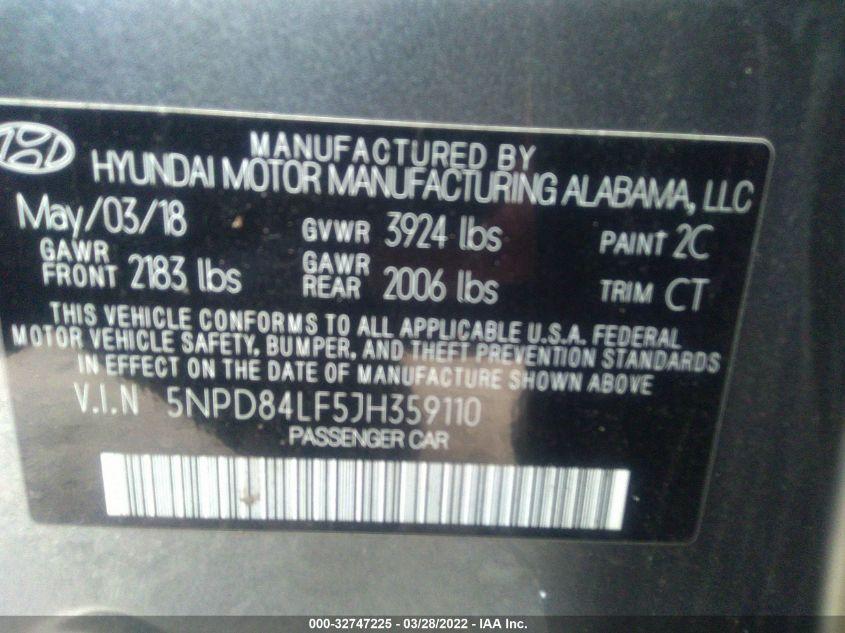 MANUFACTURED BY
HYUNDAI MOTOR MANUFACTURING ALABAMA, LLC
May/03/18 GVWR 3924 lbs PAINT 2C
GAWR FRONT 2183 lbs GAWR REAR 2006 lbs TRIM CT
THIS VEHICLE CONFORMS TO ALL APPLICABLE U.S.A. FEDERAL
MOTOR VEHICLE SAFETY, BUMPER, AND THEFT PREVENTION STANDARDS
IN EFFECT ON THE DATE OF MANUFACTURE SHOWN ABOVE
V.I.N 5NPD84LF5JH359110
PASSENGER CAR
000-32747225 - 03/28/2022 - IAA Inc.